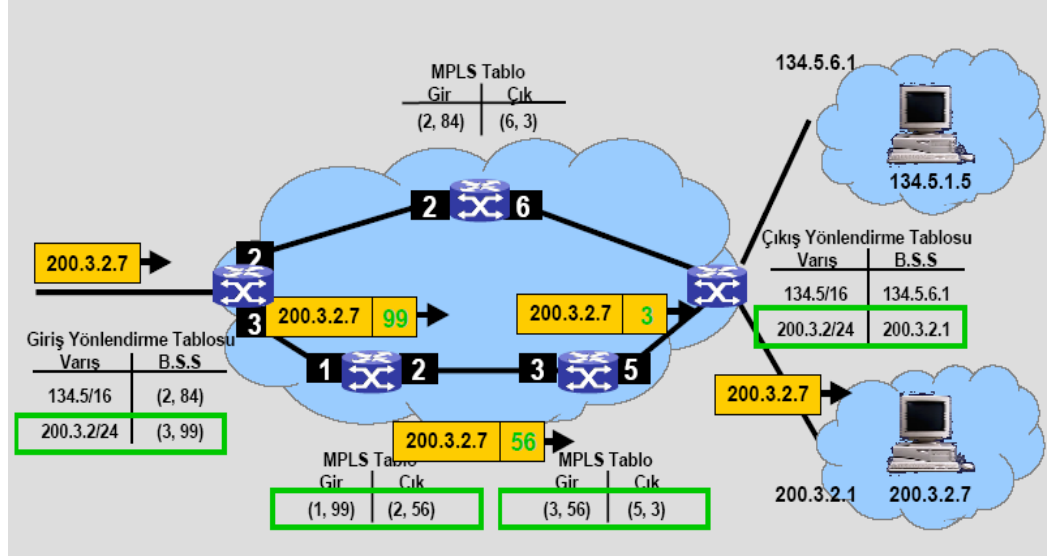 MPLS Tablo
Gir Çık
(2, 84) (6, 3)
134.5.6.1
134.5.1.5
2 6
200.3.2.7
2
3
200.3.2.7 99
200.3.2.7 3
Çıkış Yönlendirme Tablosu
Varış B.S.S
134.5/16 134.5.6.1
200.3.2/24 200.3.2.1
Giriş Yönlendirme Tablosu
Varış B.S.S
134.5/16 (2, 84)
200.3.2/24 (3, 99)
1 2
3 5
200.3.2.7
200.3.2.7 56
MPLS Tablo
Gir Çık
(1, 99) (2, 56)
MPLS Tablo
Gir Çık
(3, 56) (5, 3)
200.3.2.1
200.3.2.7